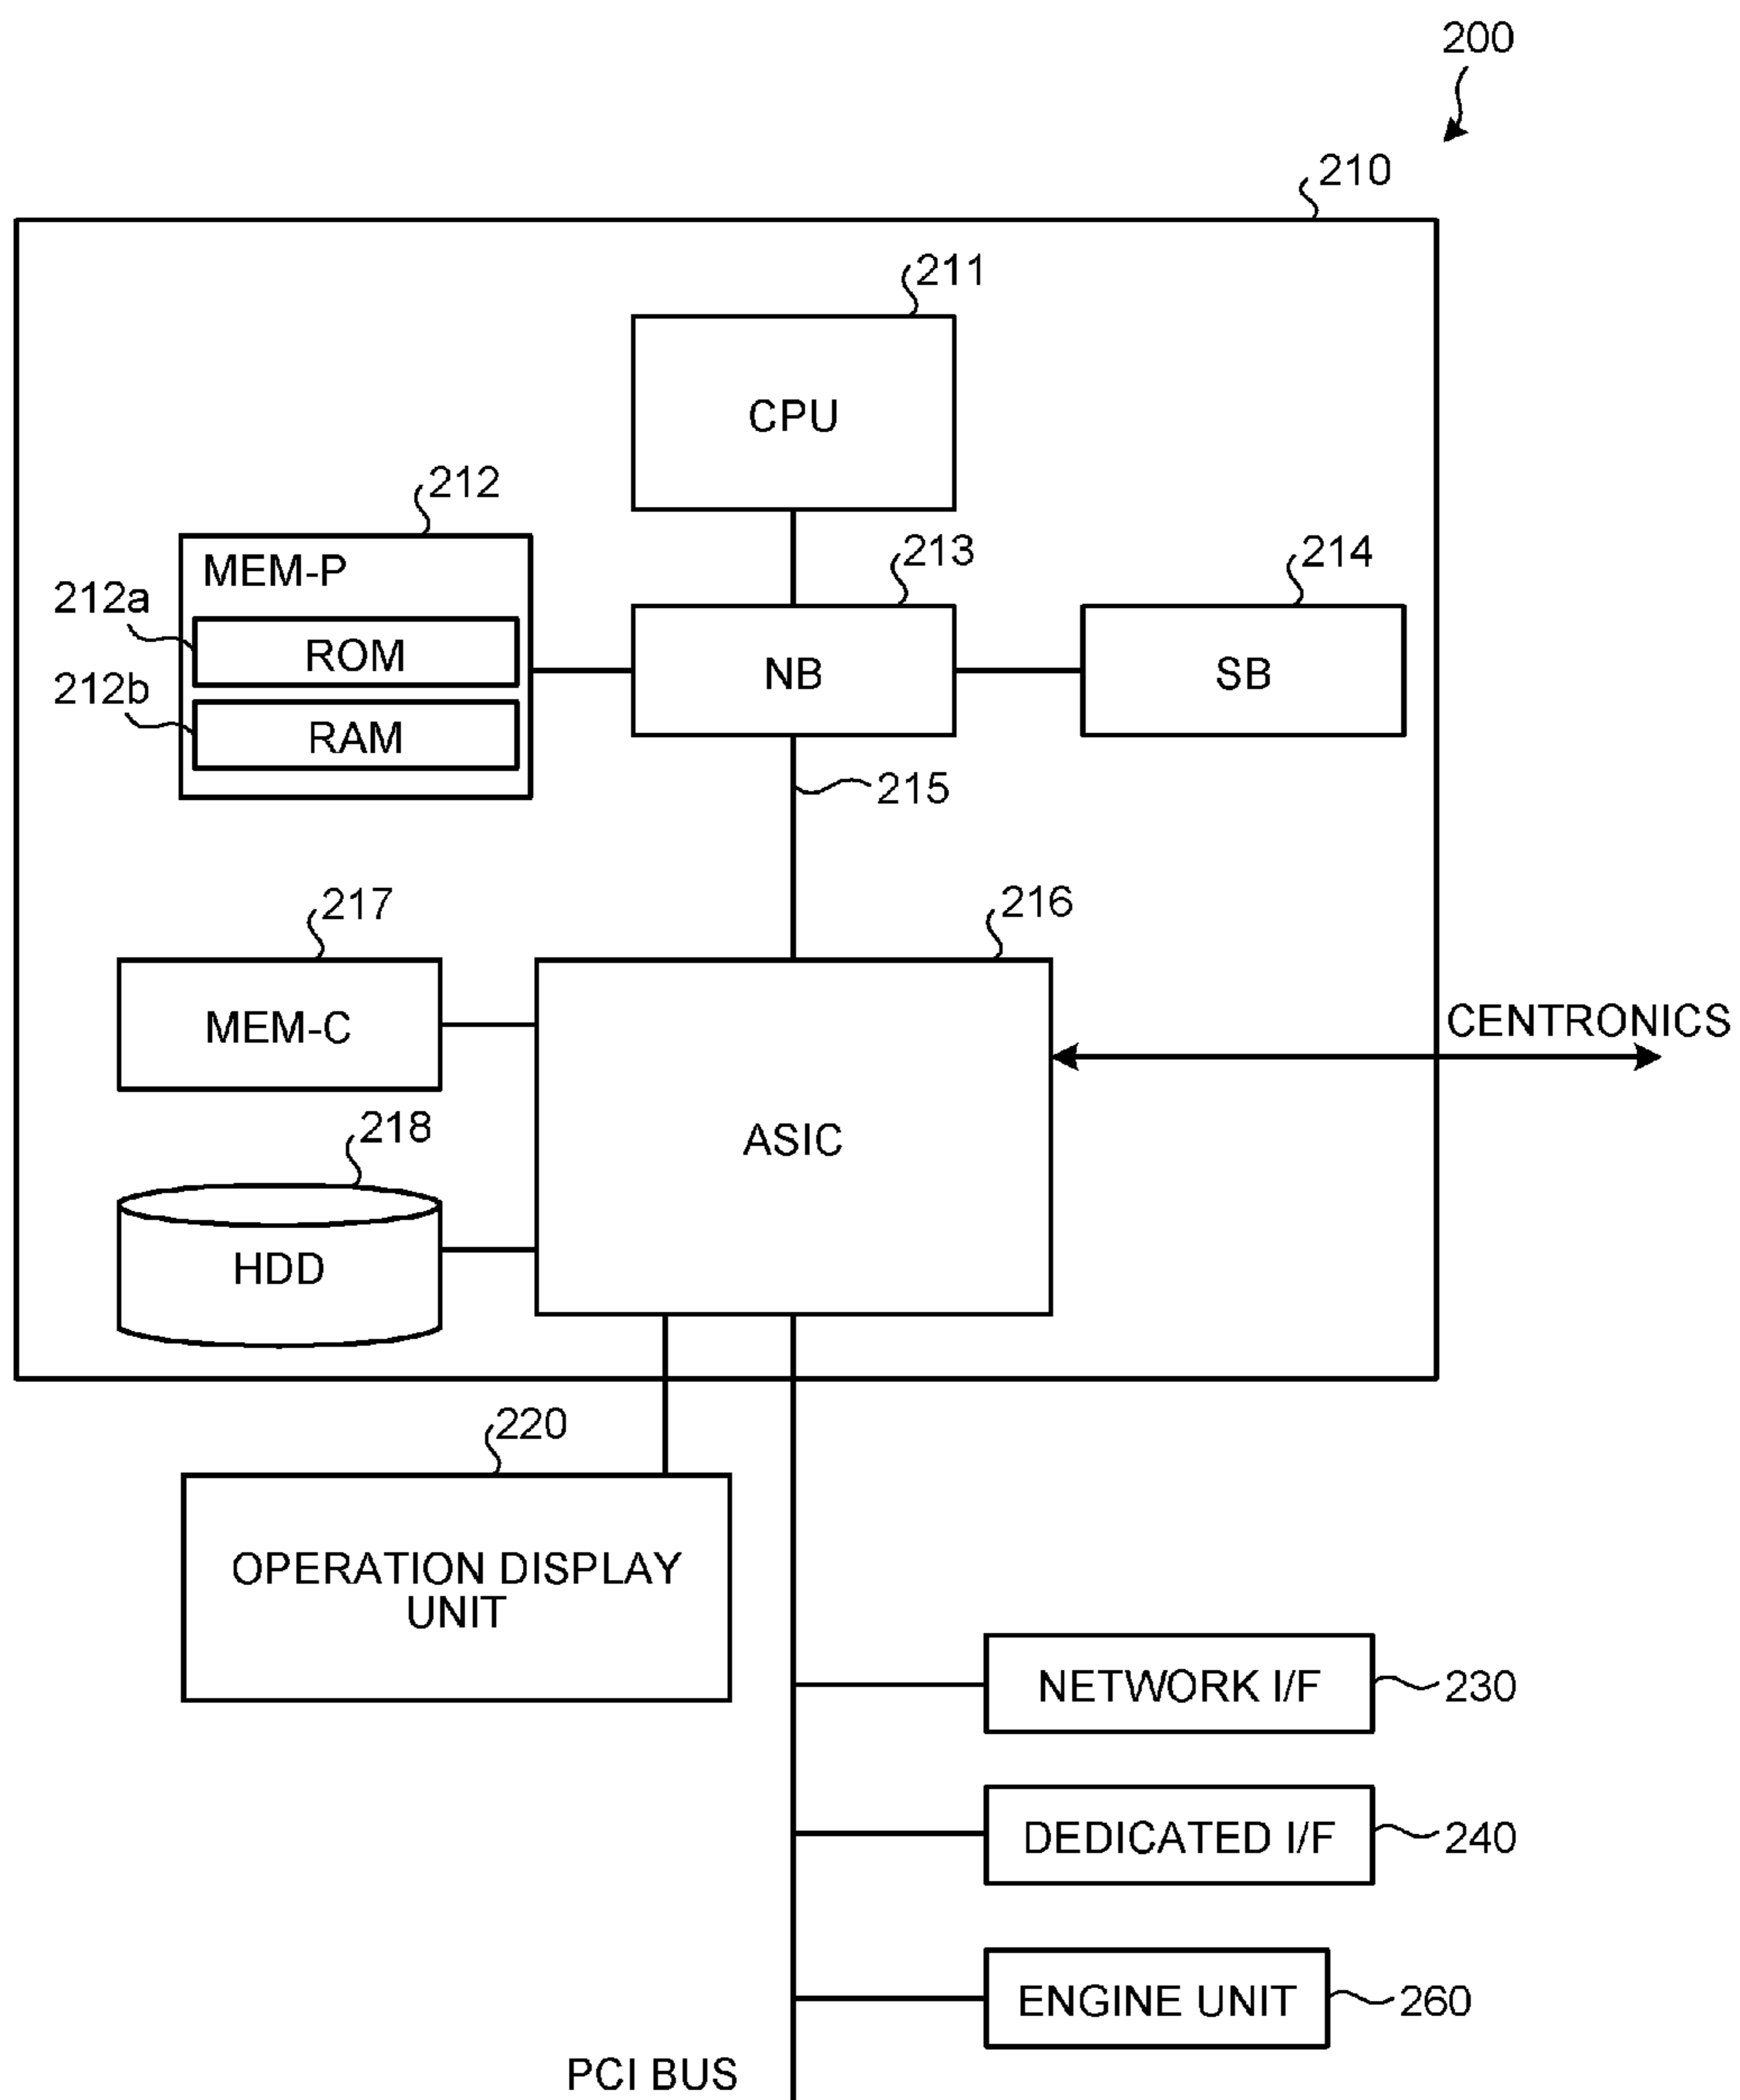 200
210
211
CPU
212
MEM-P
213
214
212a
ROM
NB
SB
212b
RAM
215
217
216
MEM-C
CENTRONICS
ASIC
218
HDD
220
OPERATION DISPLAY
UNIT
NETWORK I/F
230
DEDICATED I/F
240
ENGINE UNIT
260
PCI BUS